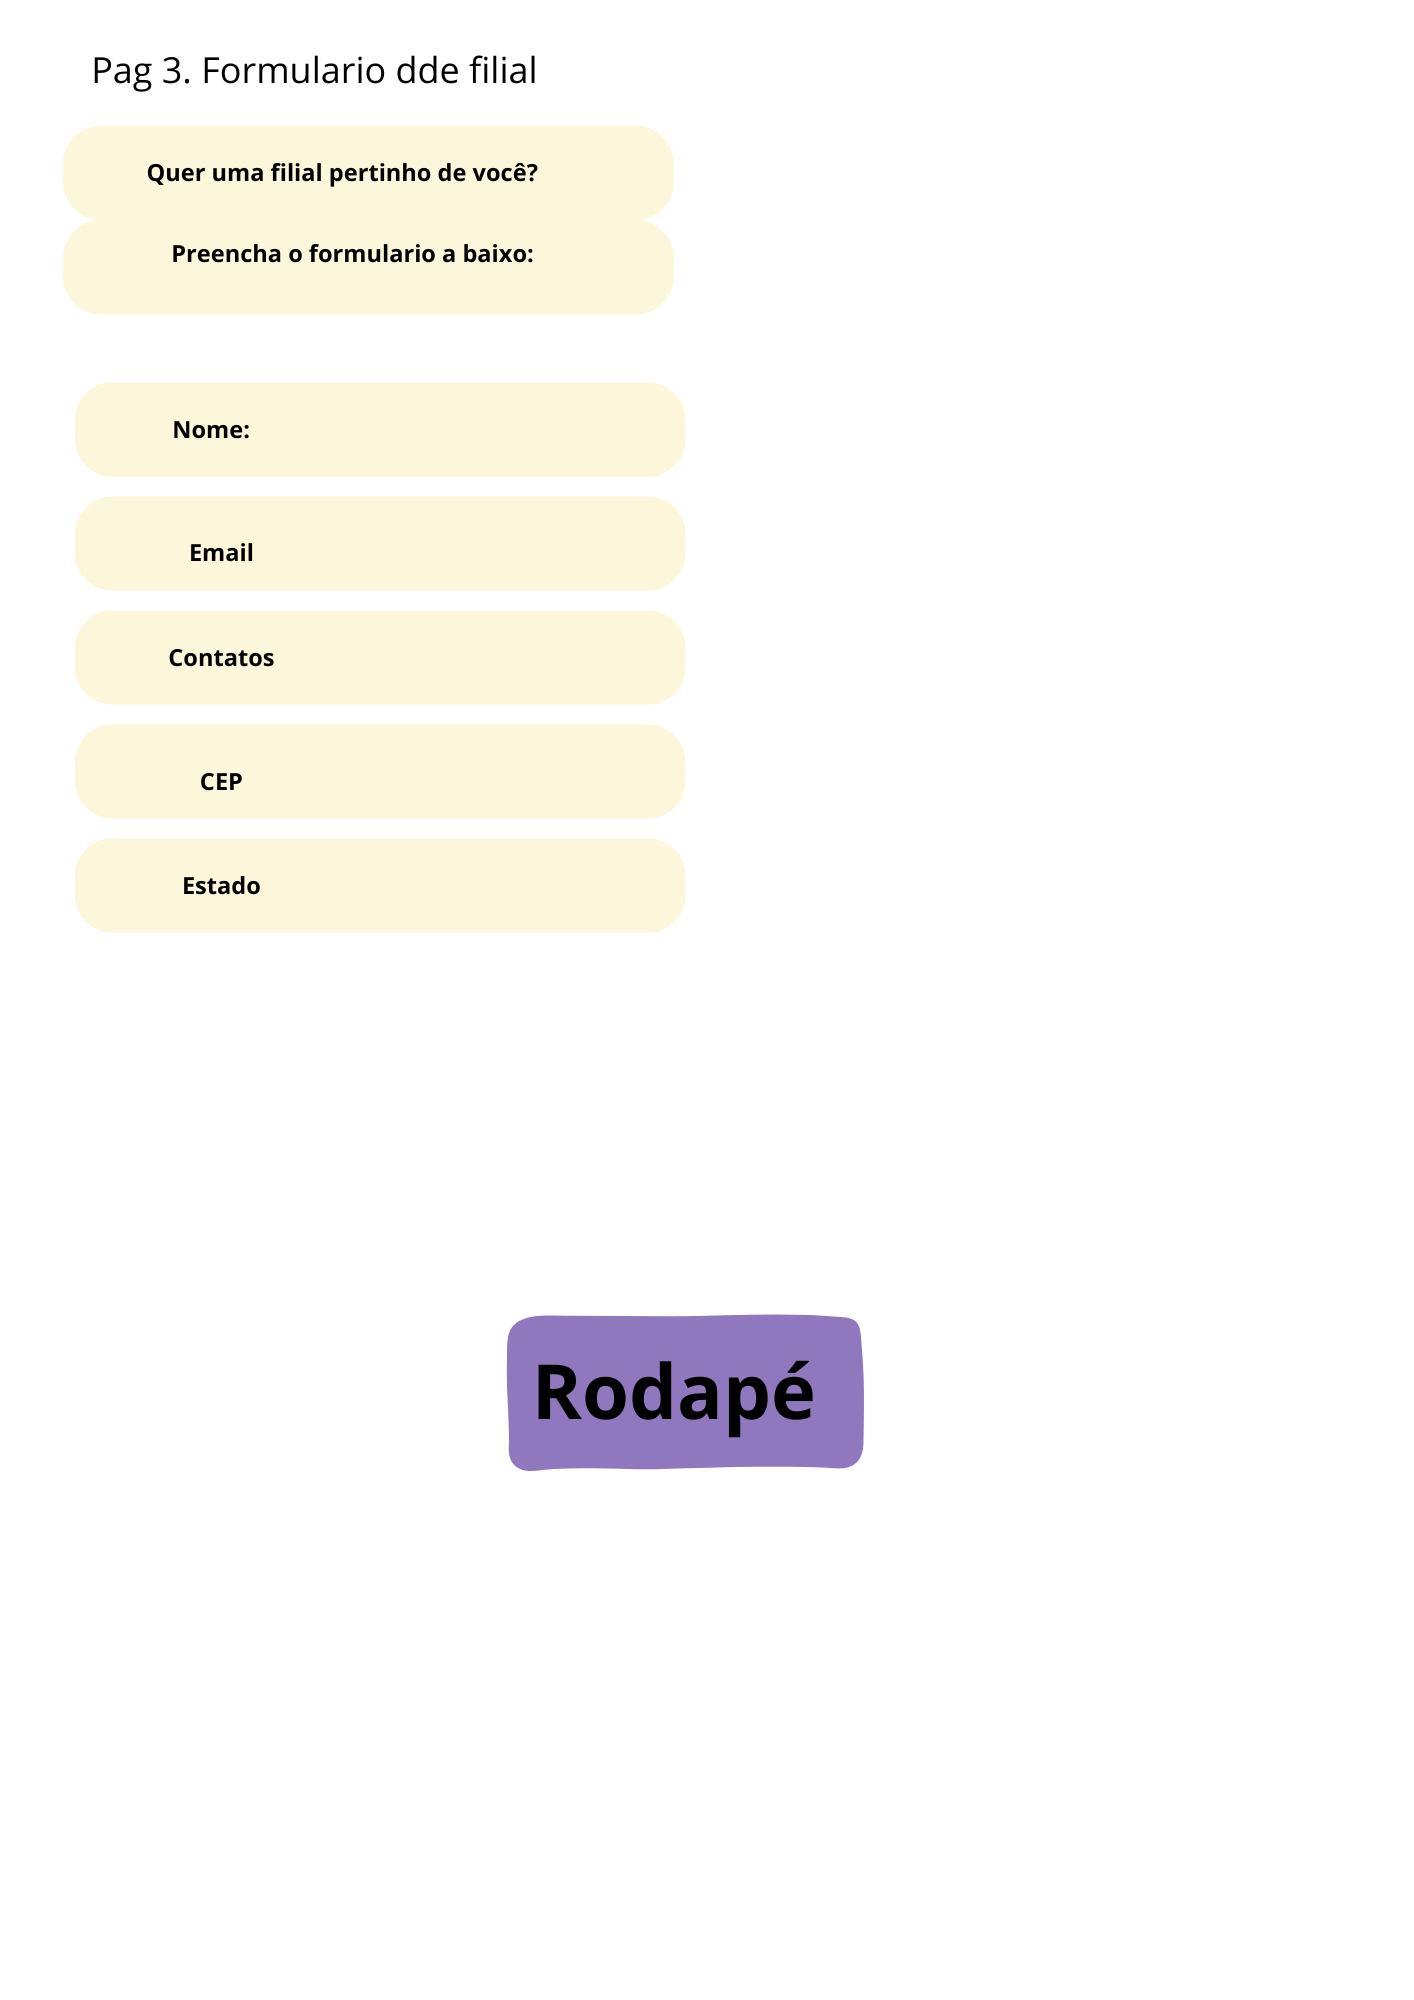 Pag 3. Formulario dde filial
Quer uma filial pertinho de você?
Preencha o formulario a baixo:
Nome:
Email
Contatos
CEP
Estado
Rodapé